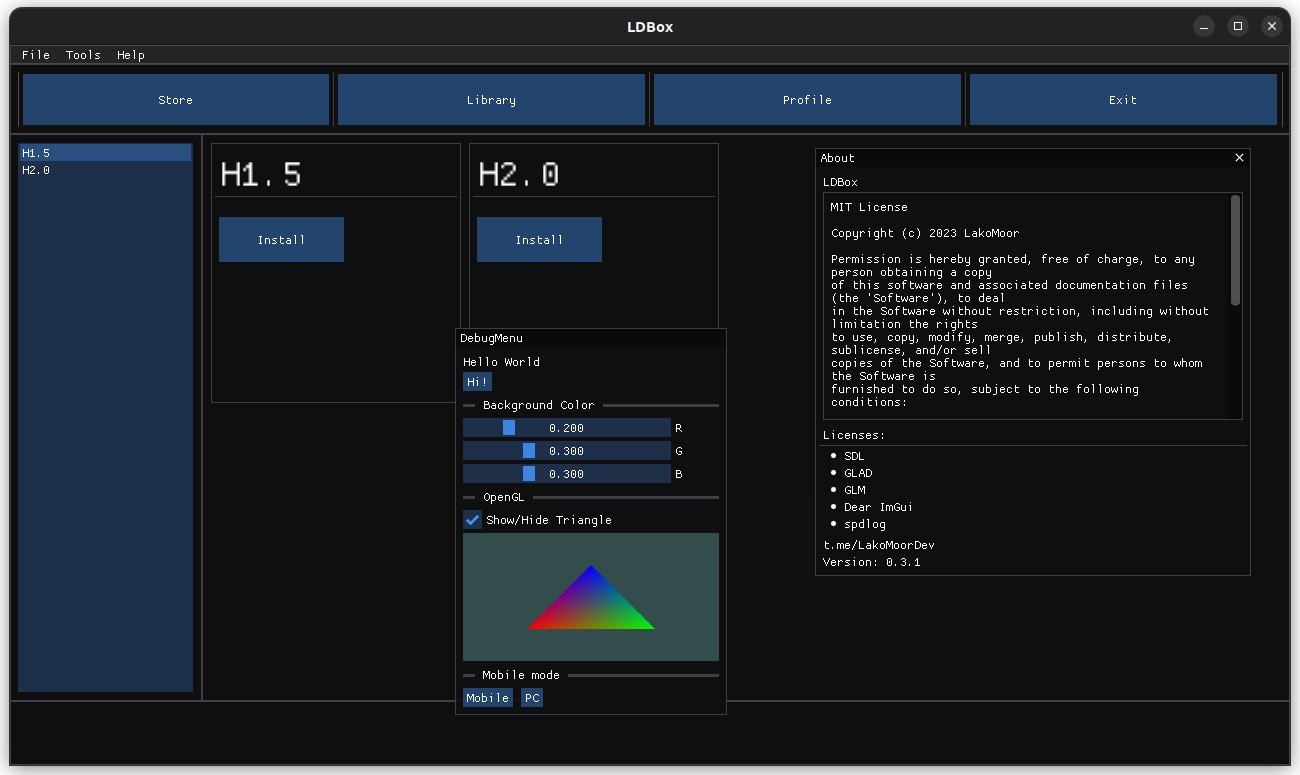 LDBox
File Tools Help
Store Library Profile Exit
H1.5
H2.0
H1.5
Install
H2.0
Install
DebugMenu
Hello World
Hi!
Background Color
0.200 R
0.300 G
0.300 B
OpenGL
Show/Hide Triangle
Mobile mode
Mobile PC
About
LDBox
MIT License
Copyright (c) 2023 LakoMoor
Permission is hereby granted, free of charge, to any
person obtaining a copy
of this software and associated documentation files
(the 'Software'), to deal
in the Software without restriction, including without
limitation the rights
to use, copy, modify, merge, publish, distribute,
sublicense, and/or sell
copies of the Software, and to permit persons to whom
the Software is
furnished to do so, subject to the following
conditions:
Licenses:
SDL
GLAD
GLM
Dear ImGui
spdlog
t.me/LakoMoorDev
Version: 0.3.1